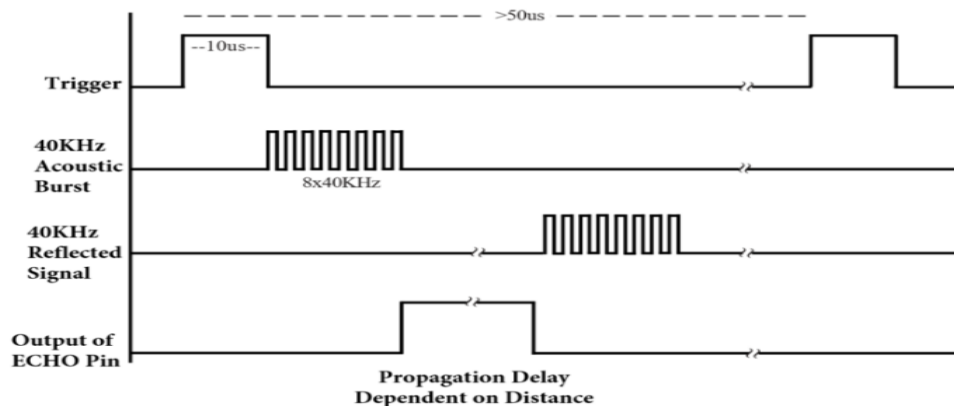 >50us
--10us--
Trigger
40KHz
Acoustic
Burst
8x40KHz
40KHz
Reflected
Signal
Output of
ECHO Pin
Propagation Delay
Dependent on Distance